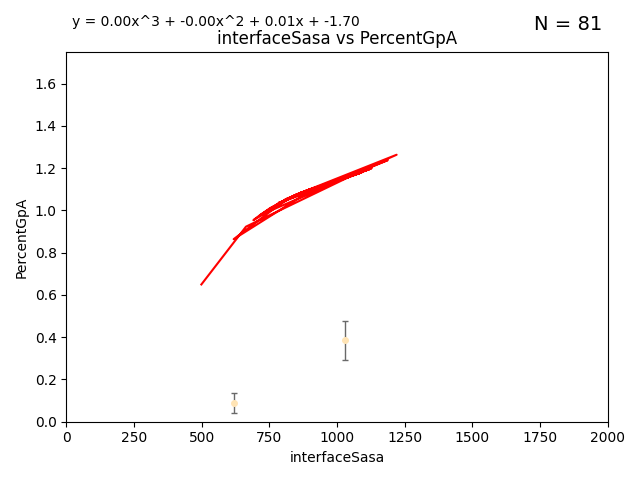 y = 0.00x^3 + -0.00x^2 + 0.01x + -1.70
N = 81
interfaceSasa vs PercentGpA
1.6
1.4
1.2
1.0
0.8
0.6
0.4
0.2
0.0
PercentGpA
0 250 500 750 1000 1250 1500 1750 2000
interfaceSasa